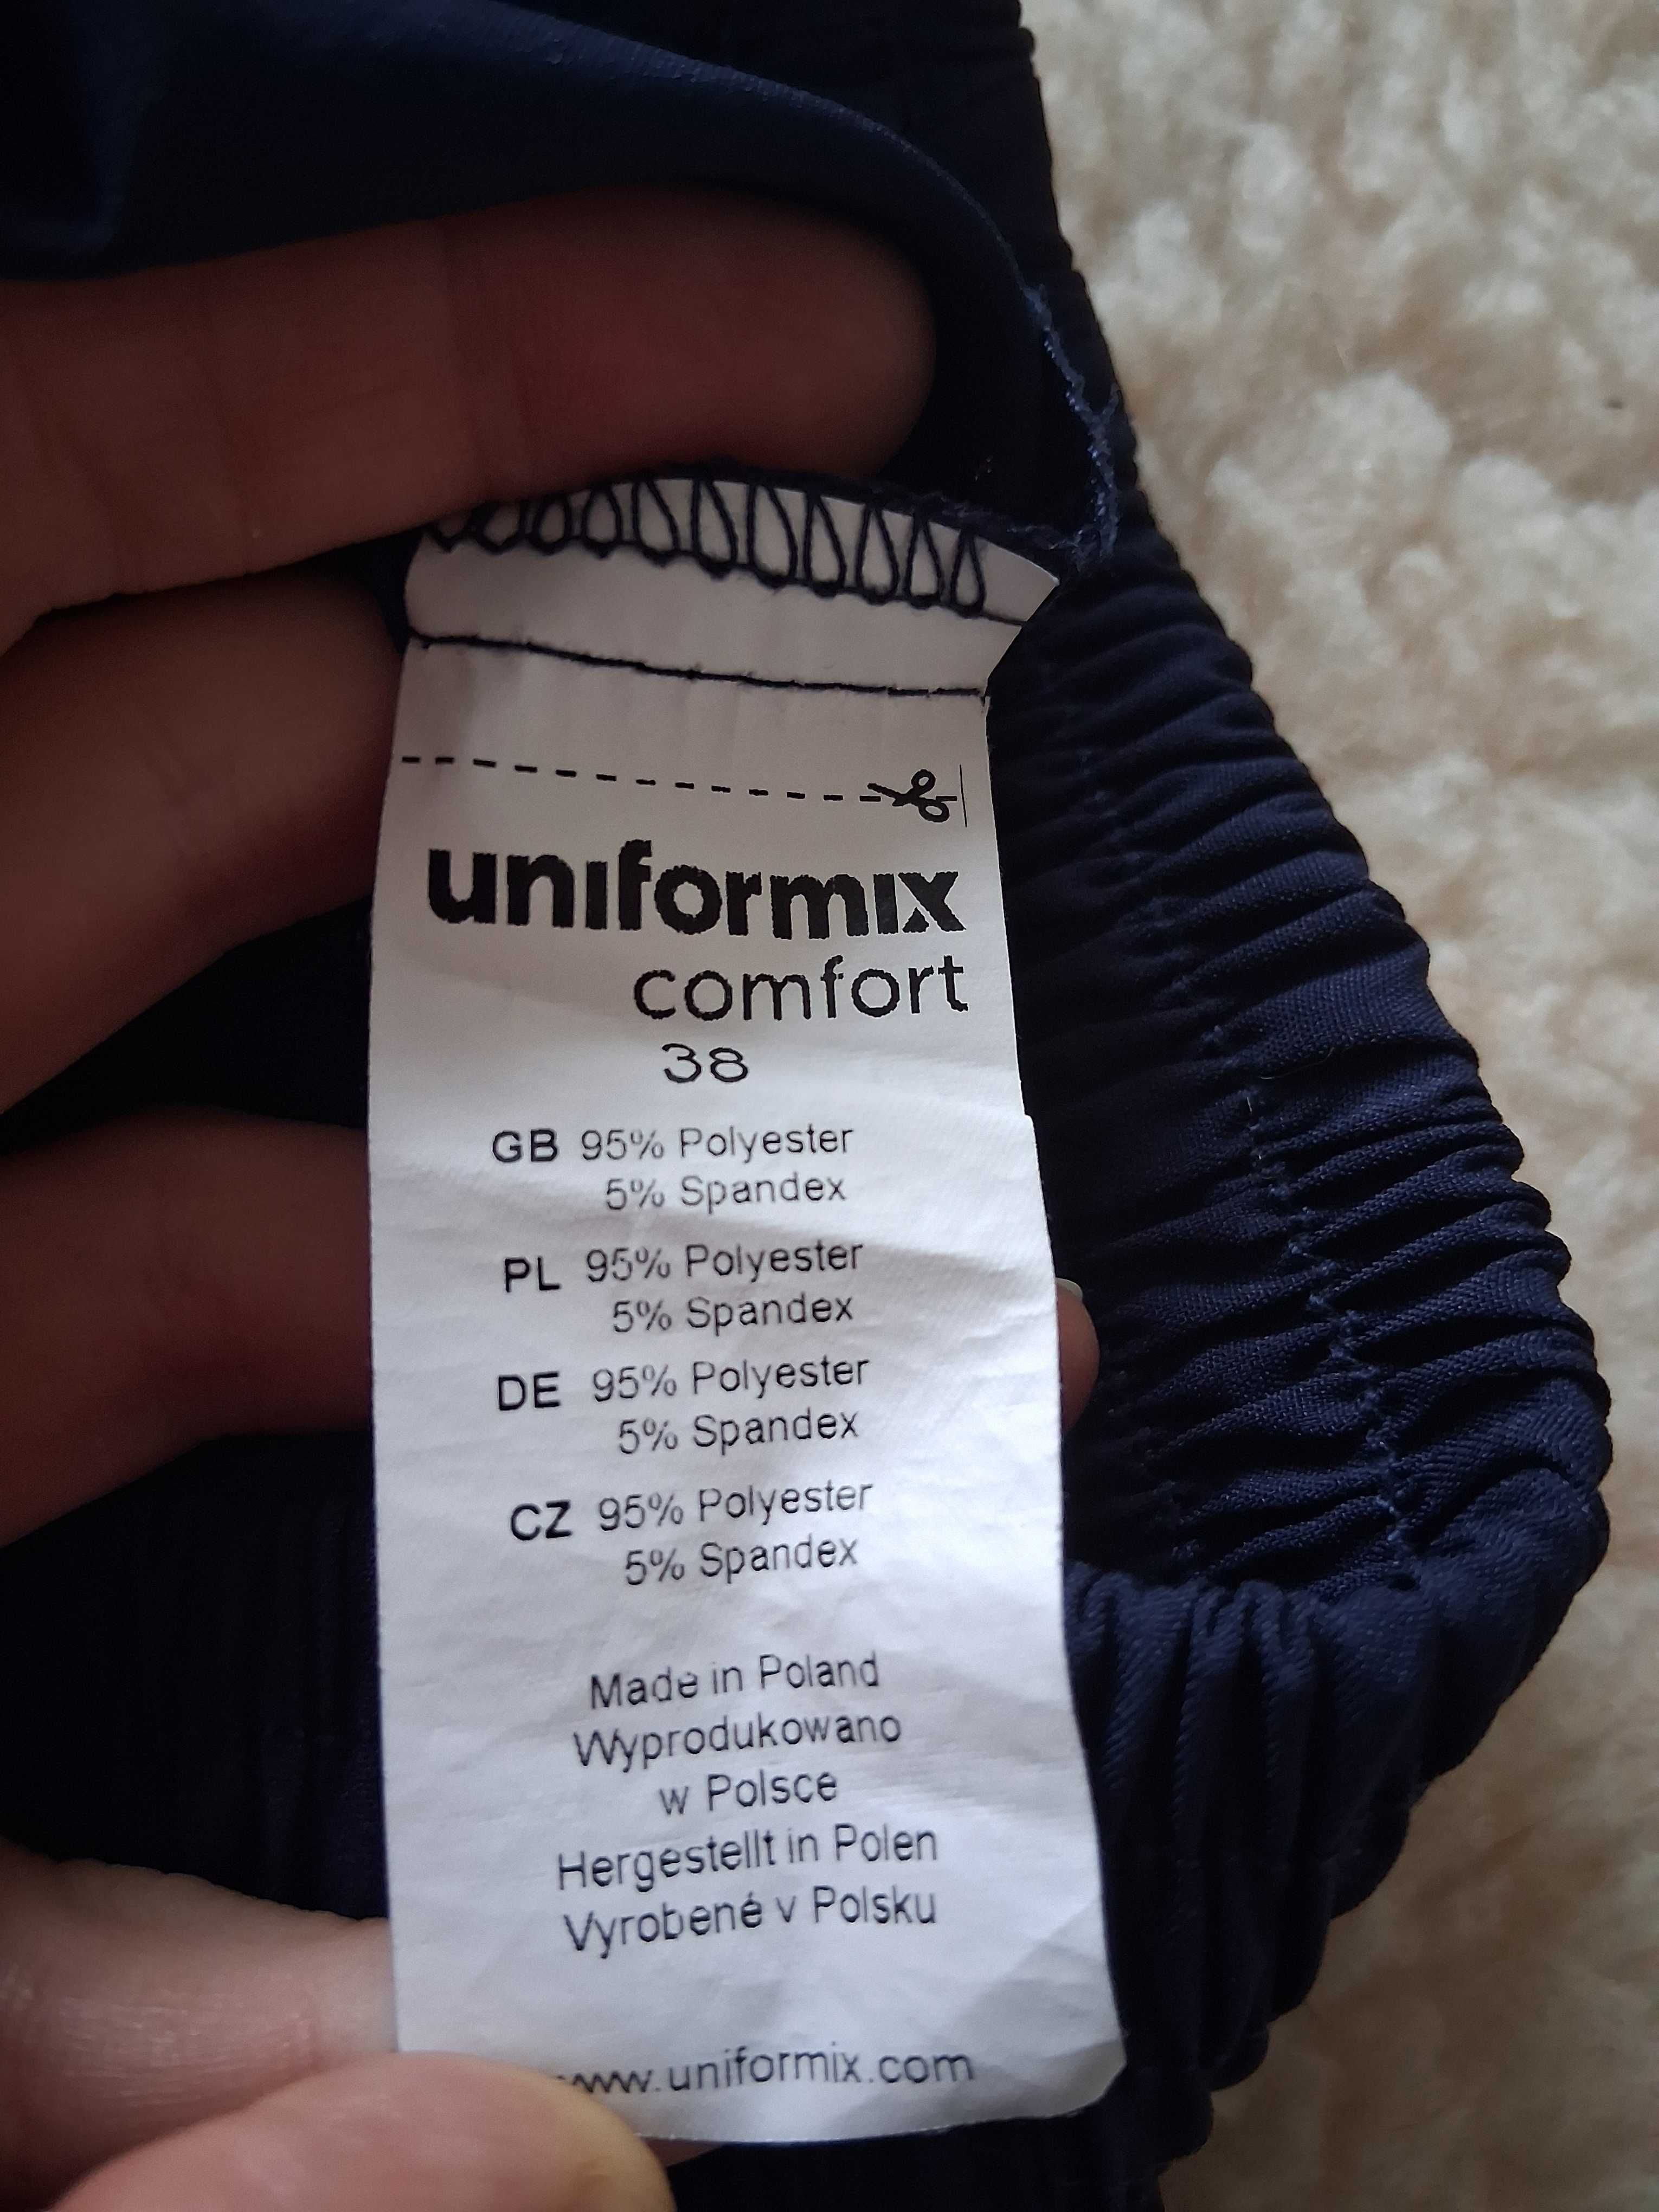 uniformix
comfort
38
GB 95% Polyester
5% Spandex
PL 95% Polyester
5% Spandex
DE 95% Polyester
5% Spandex
CZ 95% Polyester
5% Spandex
Made in Poland
Wyprodukowano
w Polsce
Hergestellt in Polen
Vyrobené v Polsku
www.uniformix.com